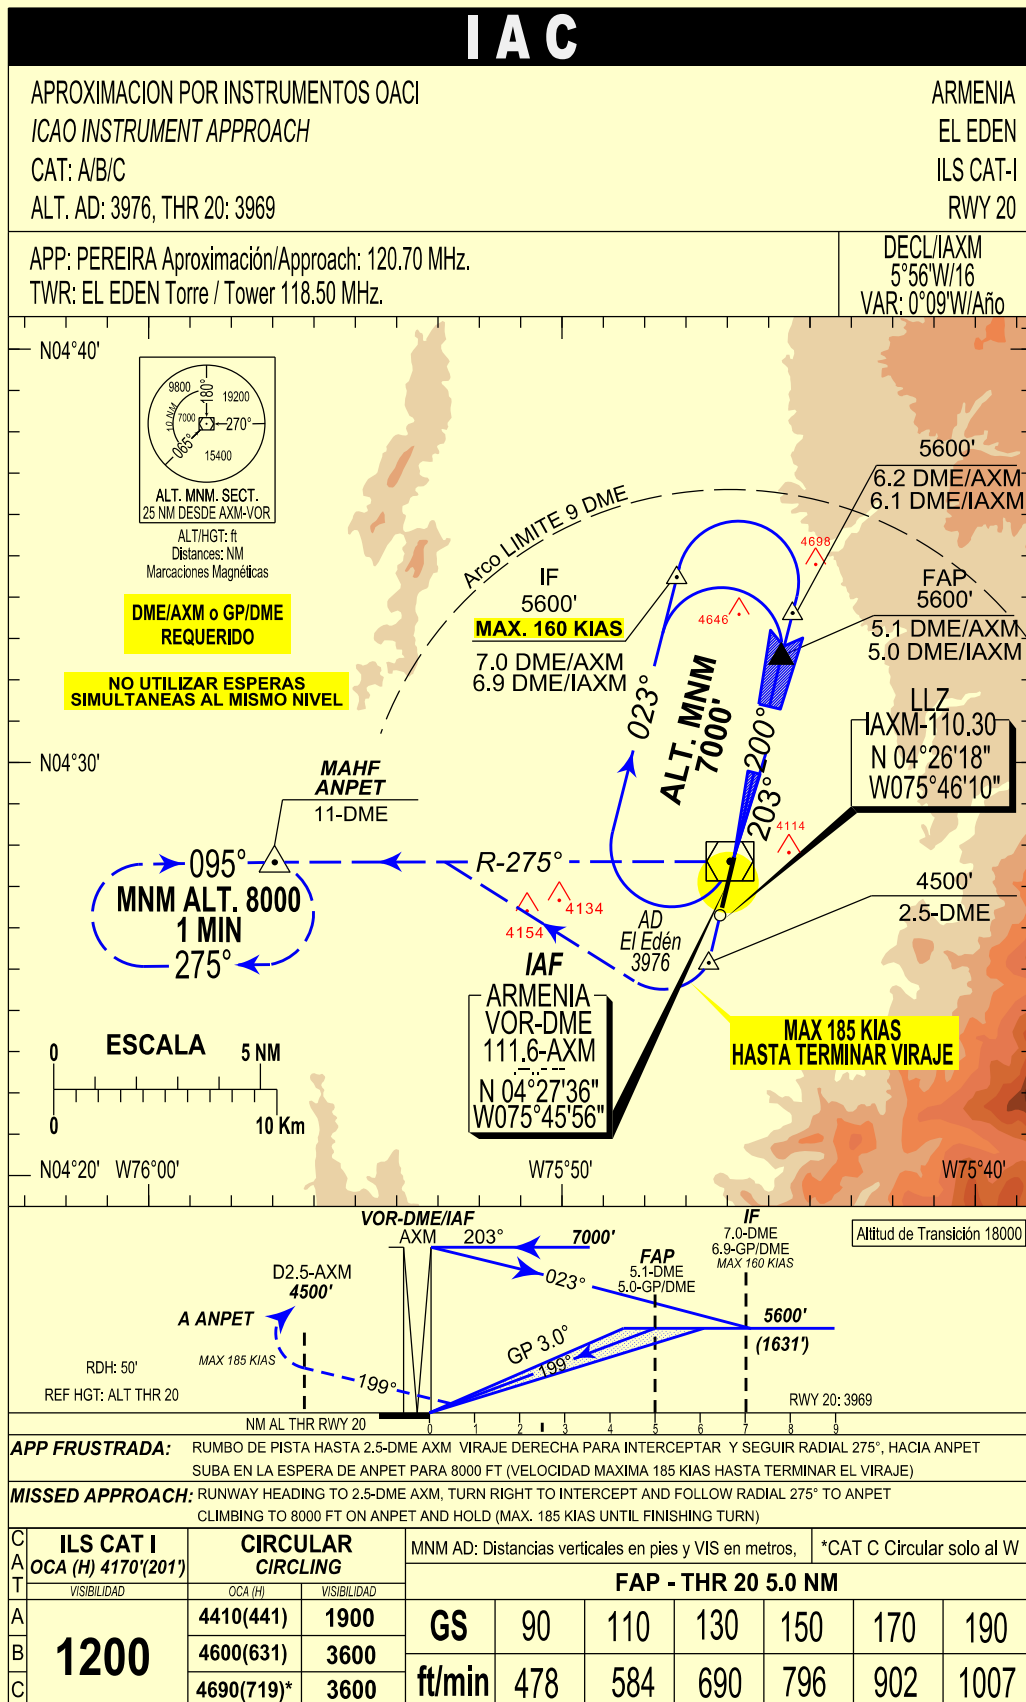 IAC
APROXIMACION POR INSTRUMENTOS OACI
ICAO INSTRUMENT APPROACH
CAT: A/B/C
ALT. AD: 3976, THR 20: 3969
ARMENIA
EL EDEN
ILS CAT-I
RWY 20
APP: PEREIRA Aproximación/Approach: 120.70 MHz.
TWR: EL EDEN Torre / Tower 118.50 MHz.
DECL/IAXM
5°56'W/16
VAR: 0°09'W/Año
N04°40'
9800
180°
19200
10 NM
7000
270°
065°
15400
ALT. MNM. SECT.
25 NM DESDE AXM-VOR
ALT/HGT: ft
Distances: NM
Marcaciones Magnéticas
DME/AXM o GP/DME
REQUERIDO
NO UTILIZAR ESPERAS
SIMULTANEAS AL MISMO NIVEL
Arco LIMITE 9 DME
5600'
6.2 DME/AXM
6.1 DME/IAXM
4698
IF
5600'
MAX. 160 KIAS
7.0 DME/AXM
6.9 DME/IAXM
4646
FAP
5600'
5.1 DME/AXM
5.0 DME/IAXM
023°
ALT. MNM
7000'
200°
203°
LLZ
IAXM-110.30
N 04°26'18"
W075°46'10"
N04°30'
MAHF
ANPET
11-DME
4114
095°
R-275°
MNM ALT. 8000
1 MIN
275°
4134
4154
AD
El Edén
3976
4500'
2.5-DME
IAF
ARMENIA
VOR-DME
111.6-AXM
N 04°27'36"
W075°45'56"
MAX 185 KIAS
HASTA TERMINAR VIRAJE
ESCALA
0
5 NM
0
10 Km
N04°20'
W76°00'
W75°50'
W75°40'
VOR-DME/IAF
AXM
203°
7000'
IF
7.0-DME
6.9-GP/DME
MAX 160 KIAS
Altitud de Transición 18000
FAP
5.1-DME
5.0-GP/DME
D2.5-AXM
4500'
023°
A ANPET
5600'
(1631')
GP 3.0°
199°
MAX 185 KIAS
199°
RDH: 50'
REF HGT: ALT THR 20
RWY 20: 3969
NM AL THR RWY 20
0 1 2 3 4 5 6 7 8 9
APP FRUSTRADA: RUMBO DE PISTA HASTA 2.5-DME AXM VIRAJE DERECHA PARA INTERCEPTAR Y SEGUIR RADIAL 275°, HACIA ANPET
SUBA EN LA ESPERA DE ANPET PARA 8000 FT (VELOCIDAD MAXIMA 185 KIAS HASTA TERMINAR EL VIRAJE)
MISSED APPROACH: RUNWAY HEADING TO 2.5-DME AXM, TURN RIGHT TO INTERCEPT AND FOLLOW RADIAL 275° TO ANPET
CLIMBING TO 8000 FT ON ANPET AND HOLD (MAX. 185 KIAS UNTIL FINISHING TURN)
CAT
ILS CAT I
OCA (H) 4170'(201')
VISIBILIDAD
CIRCULAR
CIRCLING
OCA (H) VISIBILIDAD
MNM AD: Distancias verticales en pies y VIS en metros,
*CAT C Circular solo al W
FAP - THR 20 5.0 NM
A
B
C
1200
4410(441) 1900
4600(631) 3600
4690(719)* 3600
GS 90 110 130 150 170 190
ft/min 478 584 690 796 902 1007